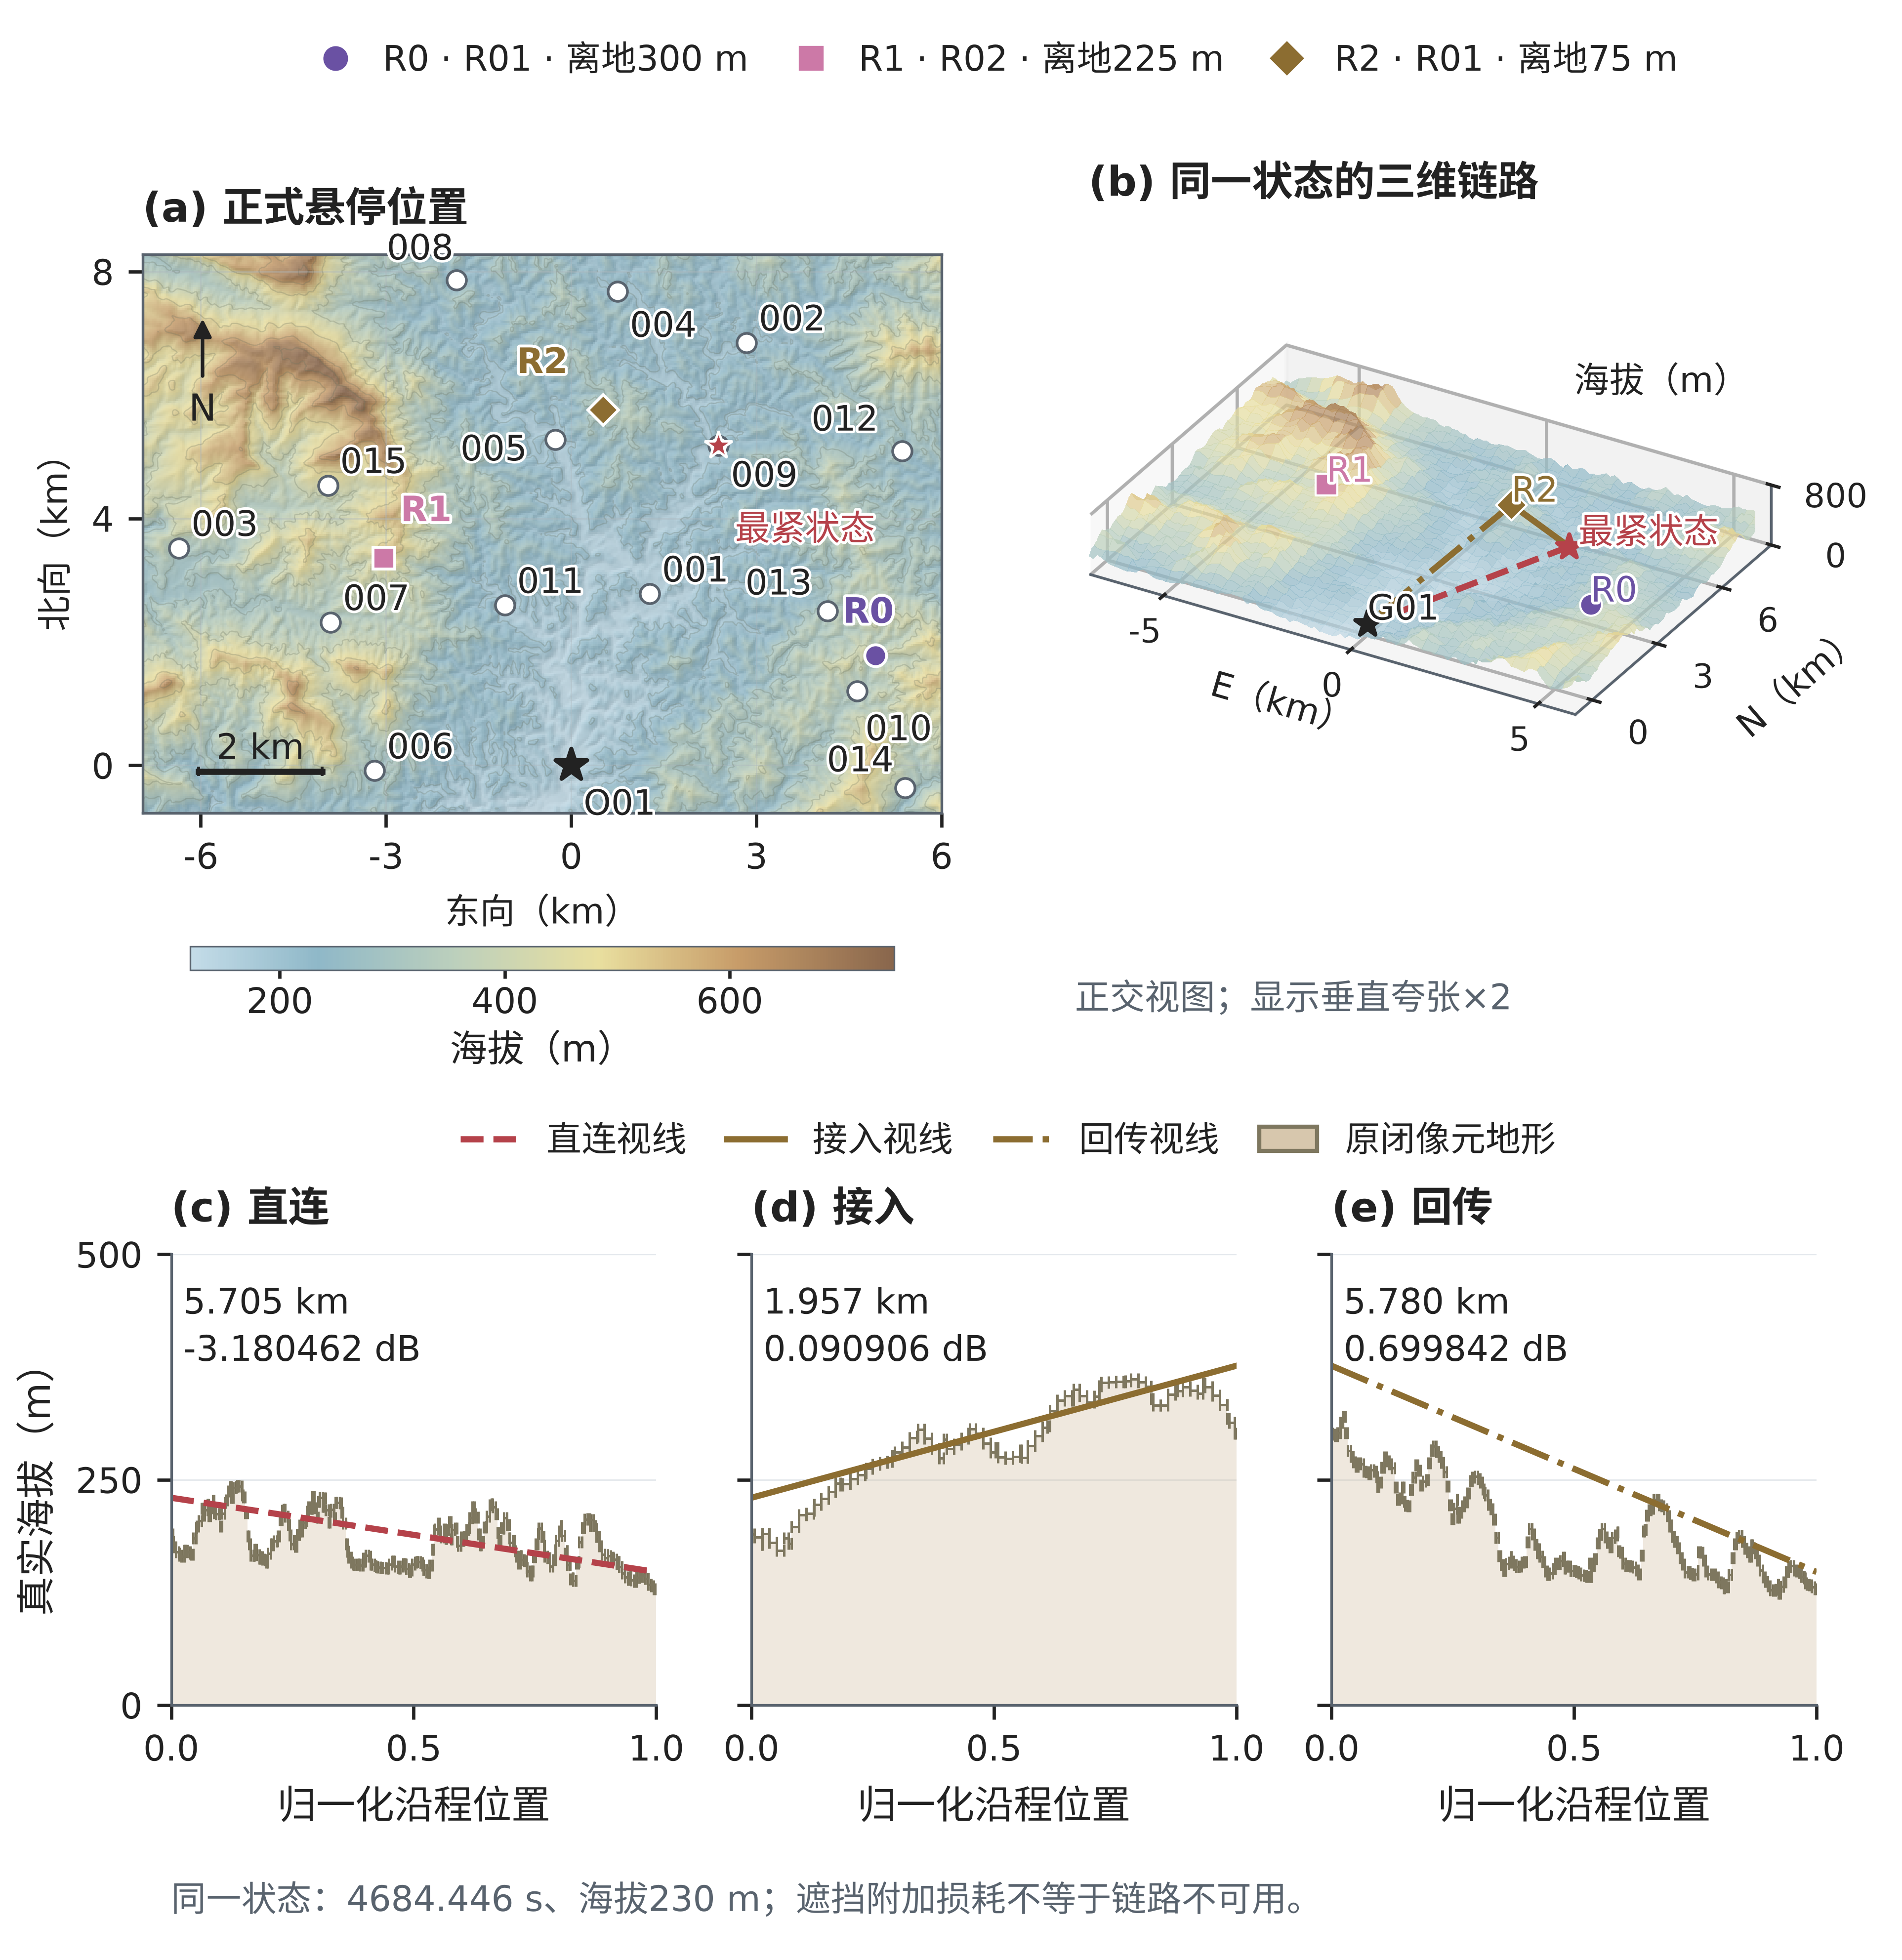 R0 · R01 · 离地300 m
R1 · R02 · 离地225 m
R2 · R01 · 离地75 m
(a) 正式悬停位置
008
004
002
R2
N
005
012
015
009
R1
003
最紧状态
001
013
011
007
R0
010
2 km
006
014
O01
8
4
0
北向（km）
-6
-3
0
3
6
东向（km）
200
400
600
海拔（m）
(b) 同一状态的三维链路
海拔（m）
R1
R2
800
最紧状态
0
R0
G01
6
-5
3
0
E（km）
N（km）
5
0
正交视图；显示垂直夸张×2
直连视线
接入视线
回传视线
原闭像元地形
(c) 直连
500
250
0
真实海拔（m）
5.705 km
-3.180462 dB
0.0
0.5
1.0
归一化沿程位置
(d) 接入
1.957 km
0.090906 dB
0.0
0.5
1.0
归一化沿程位置
(e) 回传
5.780 km
0.699842 dB
0.0
0.5
1.0
归一化沿程位置
同一状态：4684.446 s、海拔230 m；遮挡附加损耗不等于链路不可用。